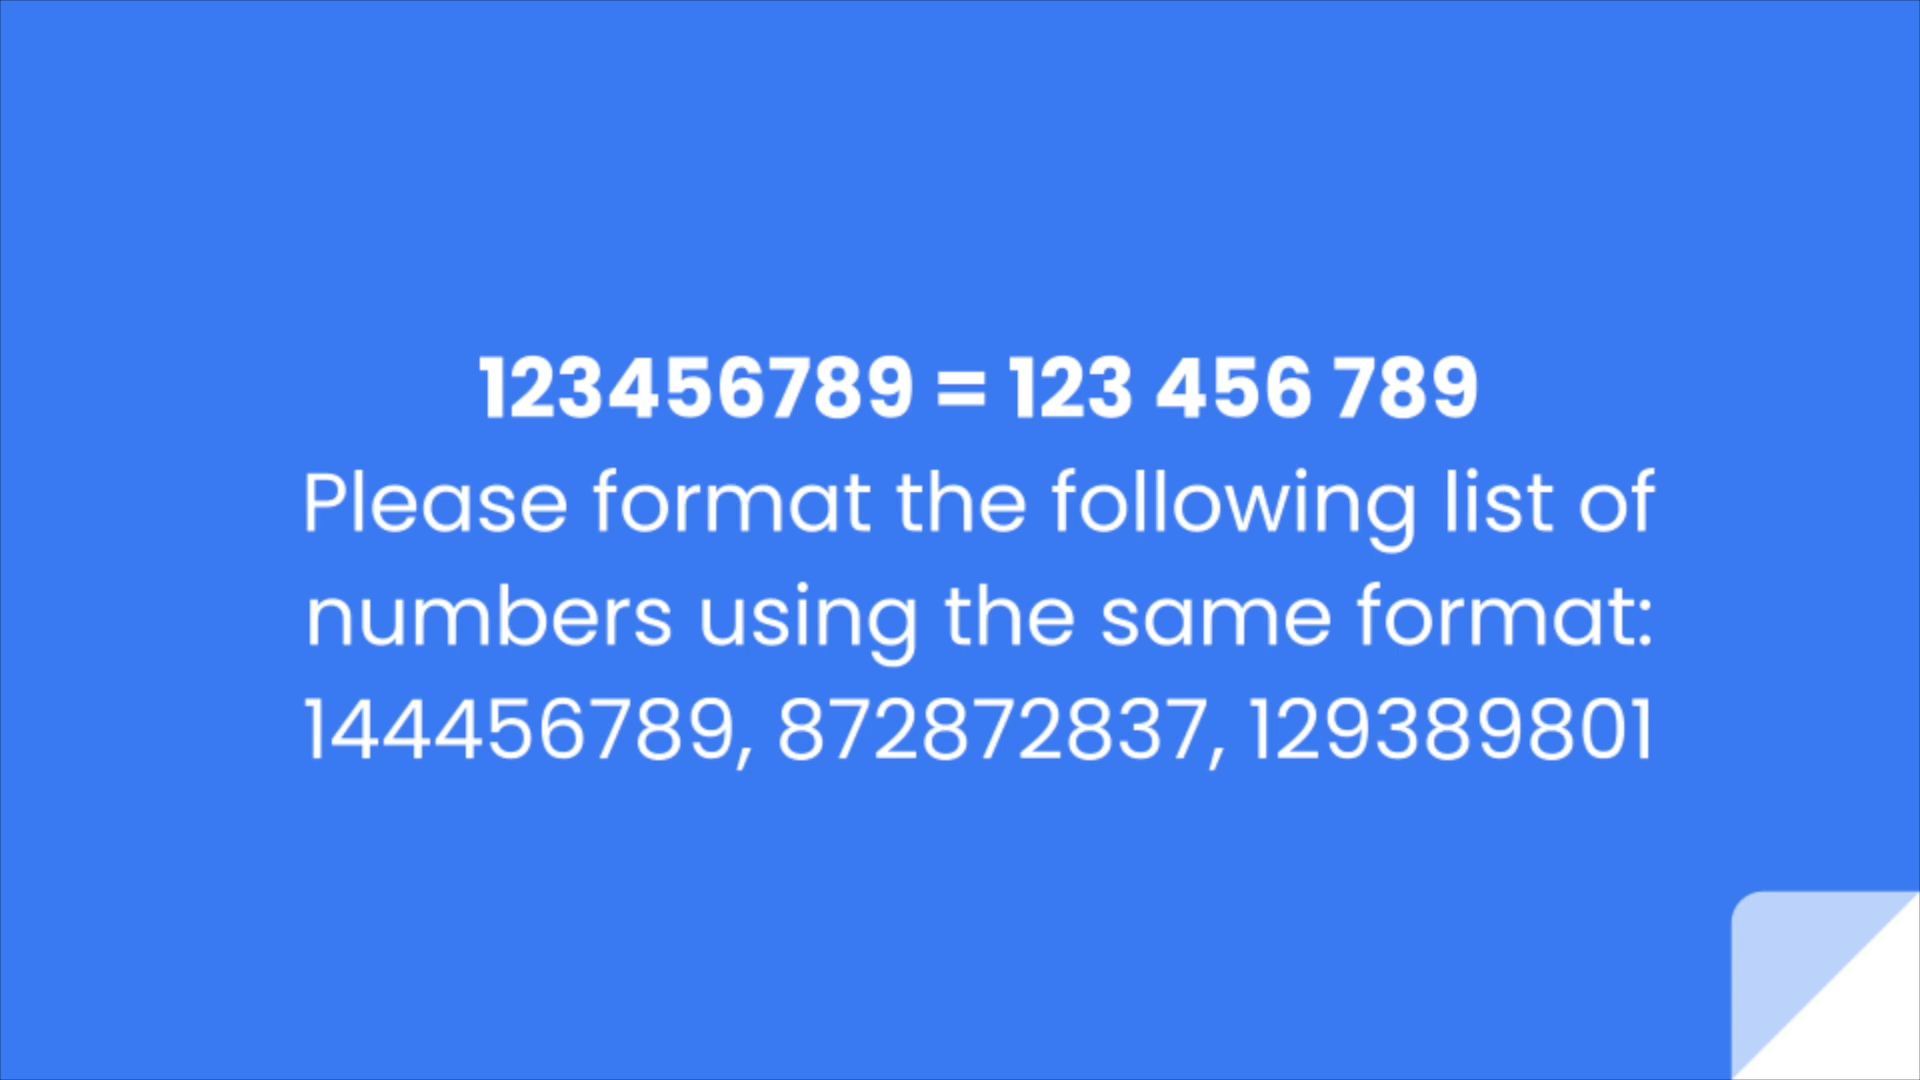 123456789 = 123 456 789
Please format the following list of
numbers using the same format:
144456789, 872872837, 129389801